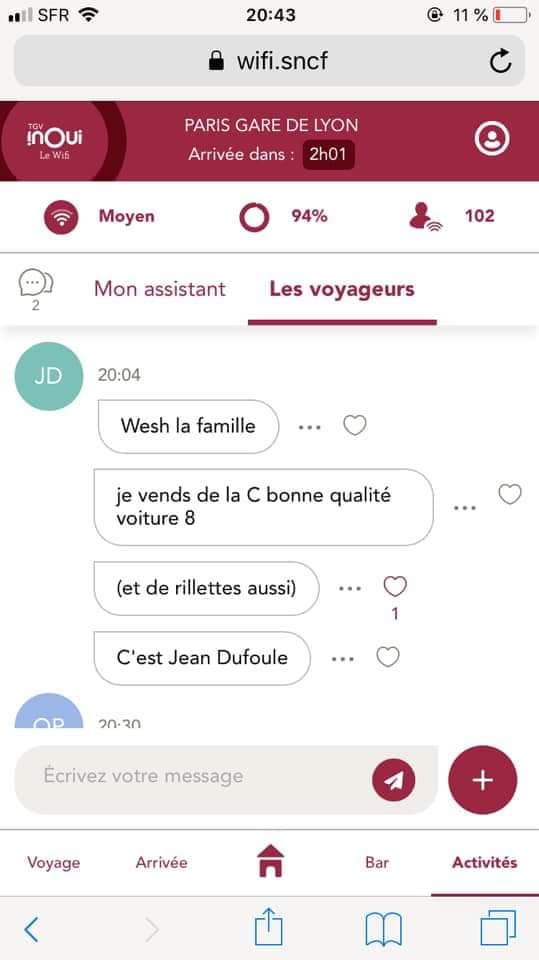 SFR 20:43 11 %
wifi.sncf
TGV
inOui
Le Wifi
PARIS GARE DE LYON
Arrivée dans : 2h01
Moyen 94% 102
2 Mon assistant Les voyageurs
JD 20:04
Wesh la famille
je vends de la C bonne qualité
voiture 8
(et de rillettes aussi)
1
C'est Jean Dufoule
20:30
Écrivez votre message
Voyage Arrivée Bar Activités